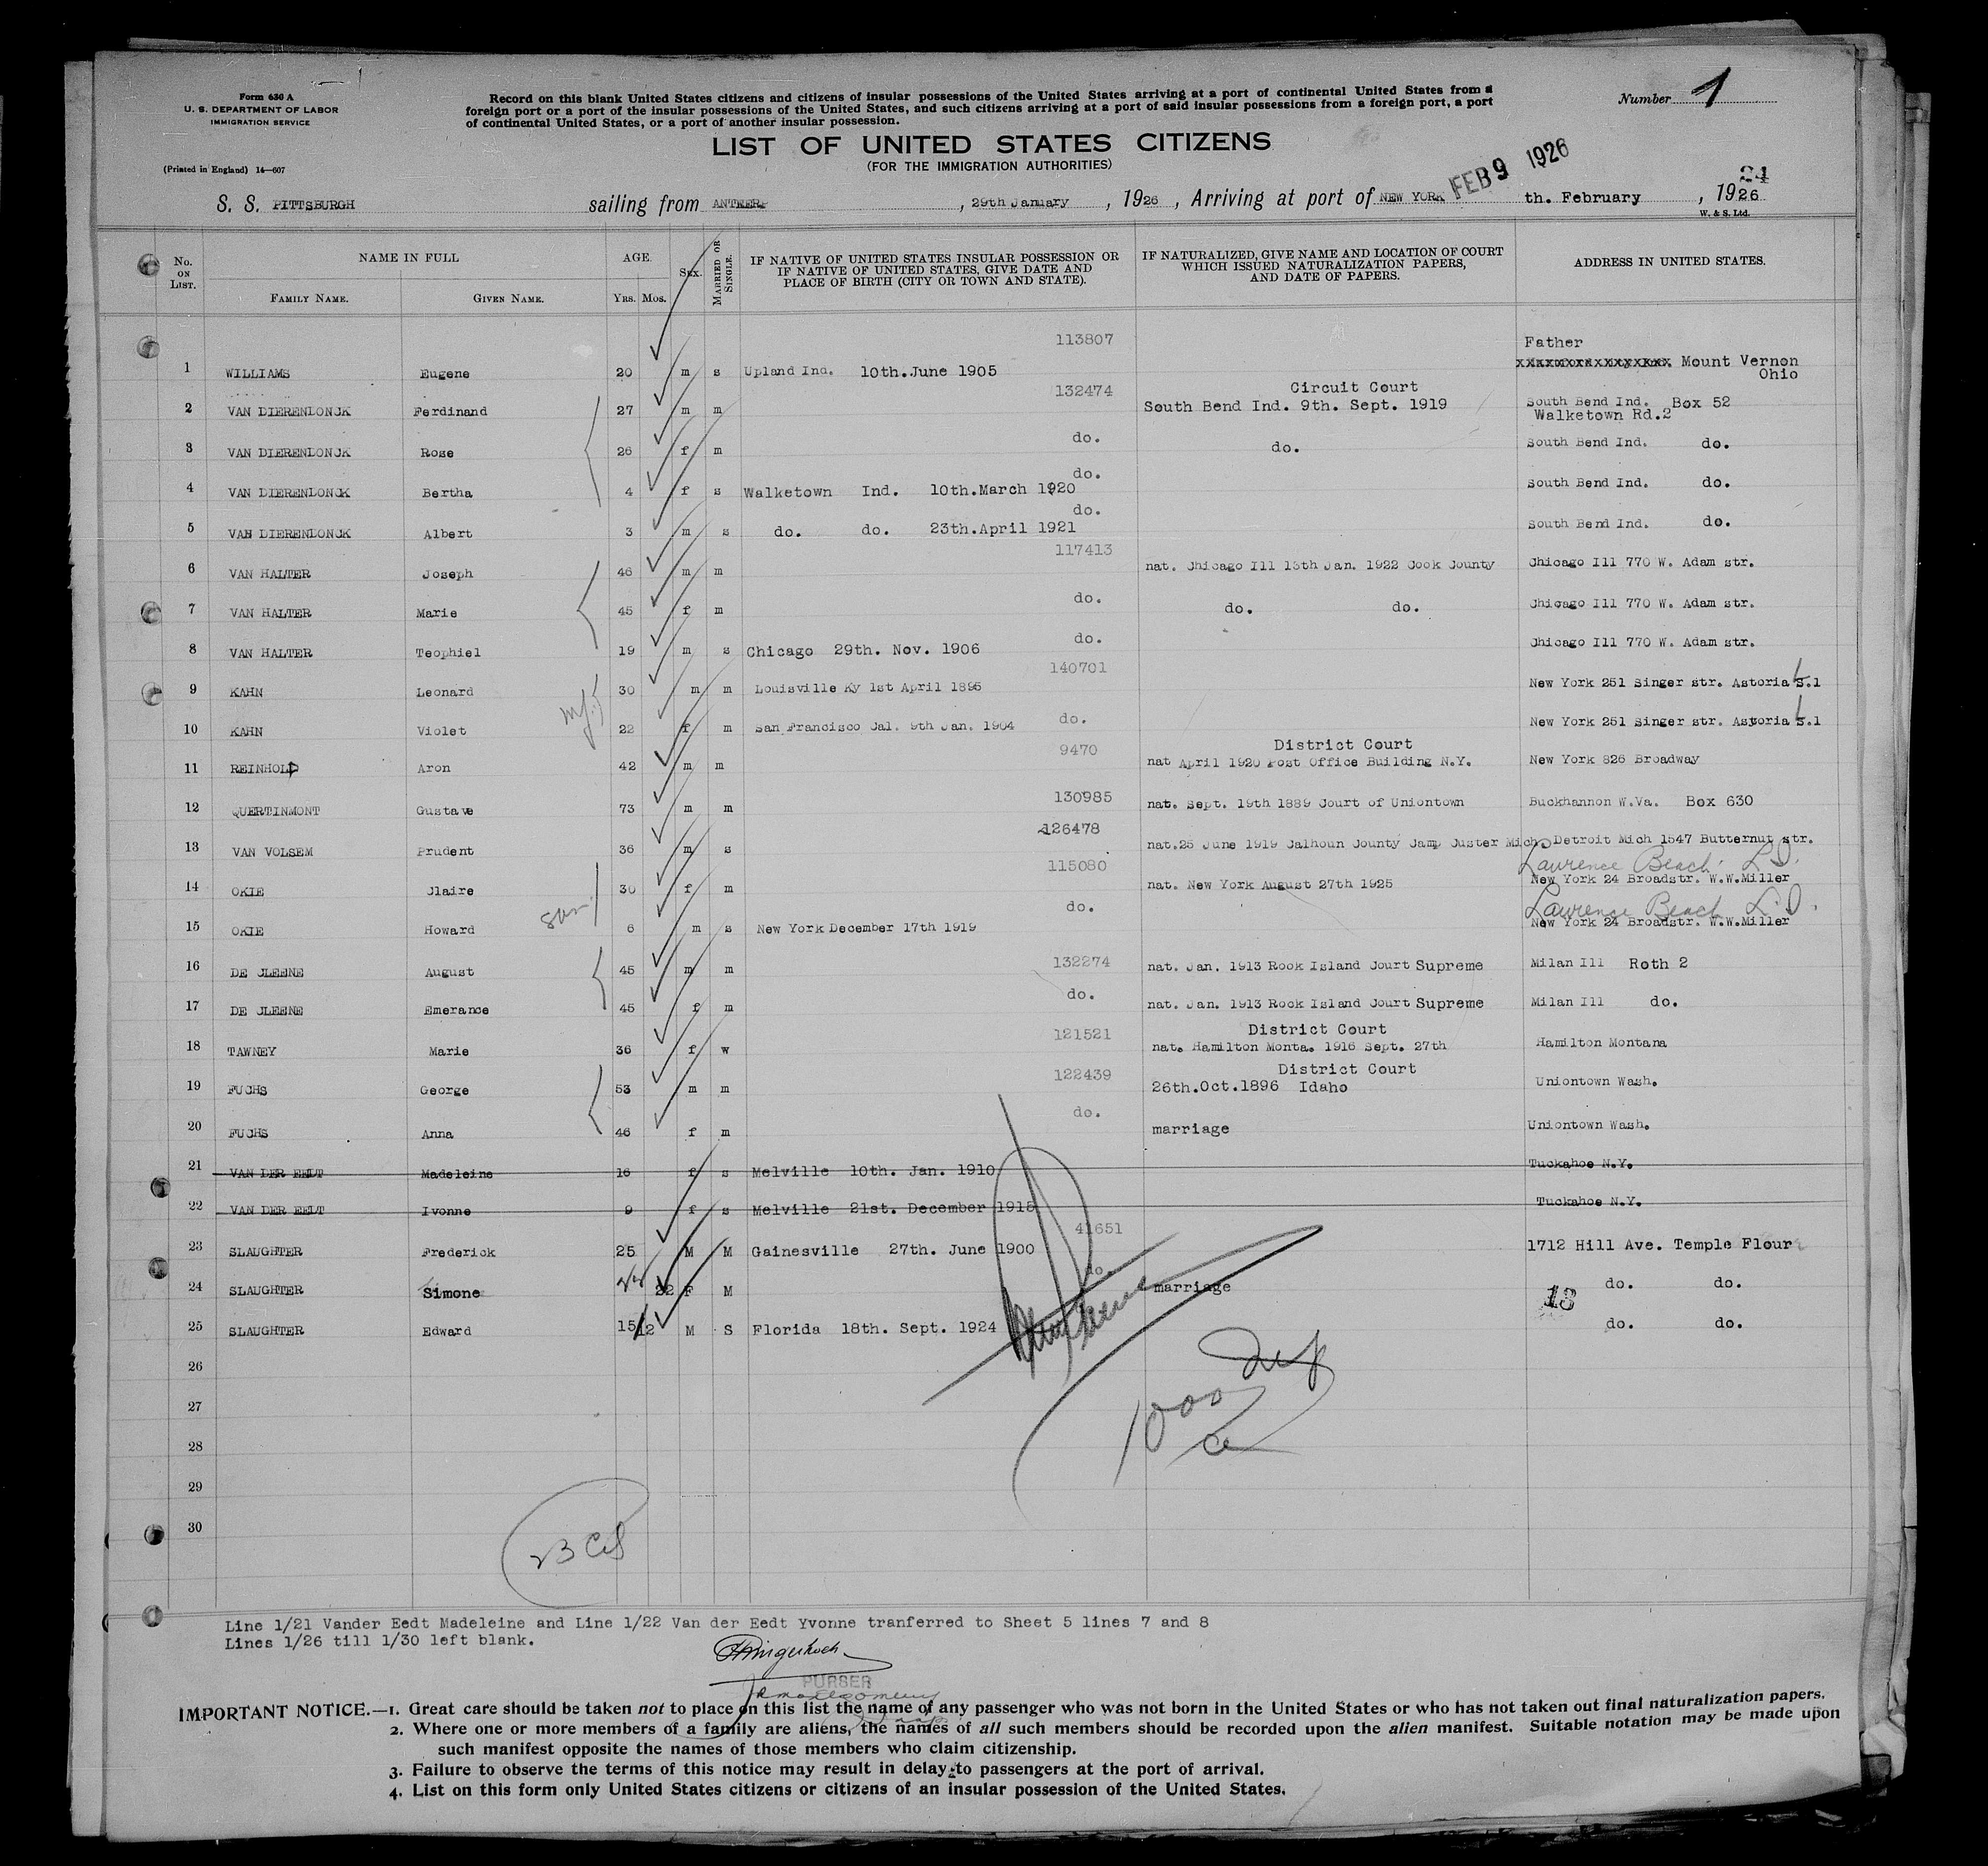 Form 630 A
U. S. DEPARTMENT OF LABOR
IMMIGRATION SERVICE
(Printed in England) 14—607
Record on this blank United States citizens and citizens of insular possessions of the United States arriving at a port of continental United States from a
foreign port or a port of the insular possessions of the United States, and such citizens arriving at a port of said insular possessions from a foreign port, a port
of continental United States, or a port of another insular possession.
Number 1
LIST OF UNITED STATES CITIZENS
(FOR THE IMMIGRATION AUTHORITIES)
FEB 9 1926
24
S. S. PITTSBURGH sailing from ANTWERP, 29th January, 1926, Arriving at port of NEW YORK th. February, 1926
W. & S. Ltd.
No. ON LIST. NAME IN FULL AGE. SEX. MARRIED OR SINGLE. IF NATIVE OF UNITED STATES INSULAR POSSESSION OR IF NATIVE OF UNITED STATES, GIVE DATE AND PLACE OF BIRTH (CITY OR TOWN AND STATE). IF NATURALIZED, GIVE NAME AND LOCATION OF COURT WHICH ISSUED NATURALIZATION PAPERS, AND DATE OF PAPERS. ADDRESS IN UNITED STATES.
FAMILY NAME. GIVEN NAME. YRS. MOS.
113807 Father
1 WILLIAMS Eugene 20 m s Upland Ind. 10th.June 1905 Mount Vernon
Ohio
132474 Circuit Court
2 VAN DIERENDONCK Ferdinand 27 m m South Bend Ind. 9th. Sept. 1919 South Bend Ind. Box 52
Walketown Rd.2
do.
3 VAN DIERENDONCK Rose 26 f m do. South Bend Ind. do.
do.
4 VAN DIERENDONCK Bertha 4 f s Walketown Ind. 10th.March 1920 South Bend Ind. do.
do.
5 VAN DIERENDONCK Albert 3 m s do. do. 23th.April 1921 South Bend Ind. do.
117413
6 VAN HALTER Joseph 46 m m nat. Chicago Ill 13th Jan. 1922 Cook County Chicago Ill 770 W. Adam str.
do.
7 VAN HALTER Marie 45 f m do. do. Chicago Ill 770 W. Adam str.
do.
8 VAN HALTER Teophiel 19 m s Chicago 29th. Nov. 1906 Chicago Ill 770 W. Adam str.
140701
9 KAHN Leonard 30 m m Louisville Ky 1st April 1895 New York 251 Singer str. Astoria L.1
10 KAHN Violet 22 f m San Francisco Cal. 9th Jan. 1904 do. New York 251 Singer str. Astoria L.1
9470 District Court
11 REINHOLD Aron 42 m m nat April 1920 Post Office Building N.Y. New York 826 Broadway
130985
12 QUERTINMONT Gustave 73 m m nat. Sept. 19th 1889 Court of Uniontown Buckhannon W.Va. Box 630
126478
13 VAN VOLSEM Prudent 36 m s nat.25 June 1919 Calhoun County Camp Custer Mich. Detroit Mich 1547 Butternut str.
115080 Lawrence Beach L.I.
14 OKIE Claire 30 f m nat. New York August 27th 1925 New York 24 Broadstr. W.W.Miller
son do. Lawrence Beach L.I.
15 OKIE Howard 6 m s New York December 17th 1919 New York 24 Broadstr. W.W.Miller
132274
16 DE CLEENE August 45 m m nat. Jan. 1913 Rock Island Court Supreme Milan Ill Roth 2
do.
17 DE CLEENE Emerance 45 f m nat. Jan. 1913 Rock Island Court Supreme Milan Ill do.
121521 District Court
18 TAWNEY Marie 36 f w nat. Hamilton Monta. 1916 Sept. 27th Hamilton Montana
122439 District Court
19 FUCHS George 53 m m 26th.Oct.1896 Idaho Uniontown Wash.
do.
20 FUCHS Anna 46 f m marriage Uniontown Wash.
21 VAN DER EEDT Madeleine 16 f s Melville 10th. Jan. 1910 Tuckahoe N.Y.
22 VAN DER EEDT Ivonne 9 f s Melville 21st. December 1915 Tuckahoe N.Y.
41651
23 SLAUGHTER Frederick 25 M M Gainesville 27th. June 1900 1712 Hill Ave. Temple Flour
do.
24 SLAUGHTER Simone 22 F M marriage do. do.
13
25 SLAUGHTER Edward 15/12 M S Florida 18th. Sept. 1924 do. do.
26
27
1000
28
29
30
23 CS
Line 1/21 Vander Eedt Madeleine and Line 1/22 Van der Eedt Yvonne tranferred to Sheet 5 lines 7 and 8
Lines 1/26 till 1/30 left blank.
PURSER
IMPORTANT NOTICE.—1. Great care should be taken not to place on this list the name of any passenger who was not born in the United States or who has not taken out final naturalization papers.
2. Where one or more members of a family are aliens, the names of all such members should be recorded upon the alien manifest. Suitable notation may be made upon
such manifest opposite the names of those members who claim citizenship.
3. Failure to observe the terms of this notice may result in delay to passengers at the port of arrival.
4. List on this form only United States citizens or citizens of an insular possession of the United States.